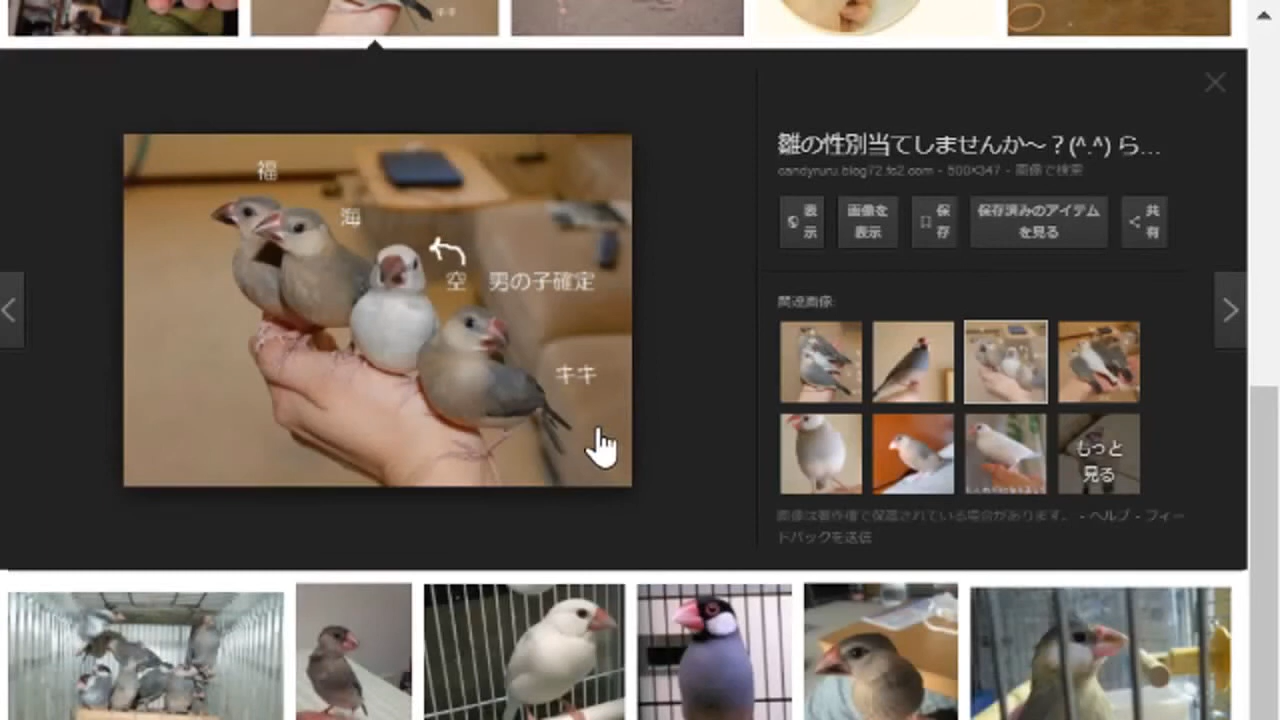 キキ
福
海
空 男の子確定
キキ
雛の性別当てしませんか～？(^.^) ら...
candyruru.blog72.fc2.com - 500×347 - 画像で検索
表示
画像を表示
保存
保存済みのアイテムを見る
共有
関連画像:
もっと
見る
画像は著作権で保護されている場合があります。 - ヘルプ - フィー
ドバックを送信